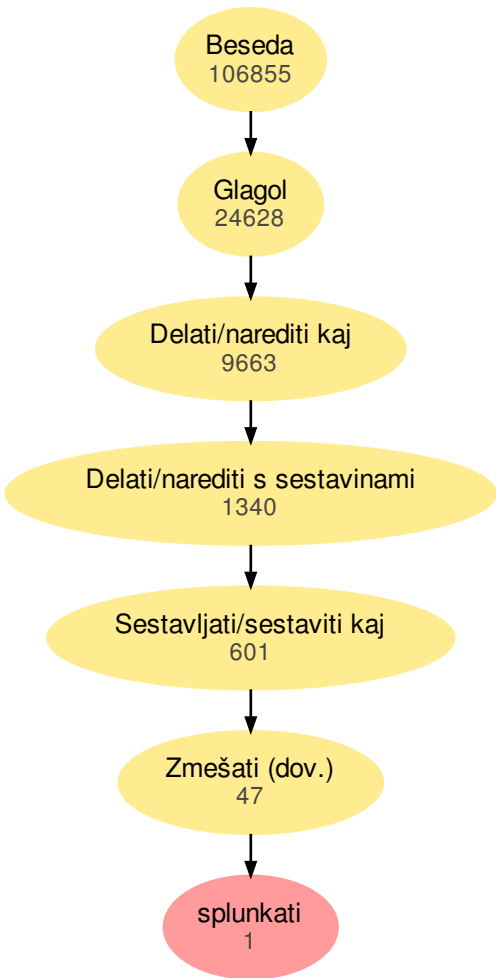 Beseda
106855
Glagol
24628
Delati/narediti kaj
9663
Delati/narediti s sestavinami
1340
Sestavljati/sestaviti kaj
601
Zmešati (dov.)
47
splunkati
1